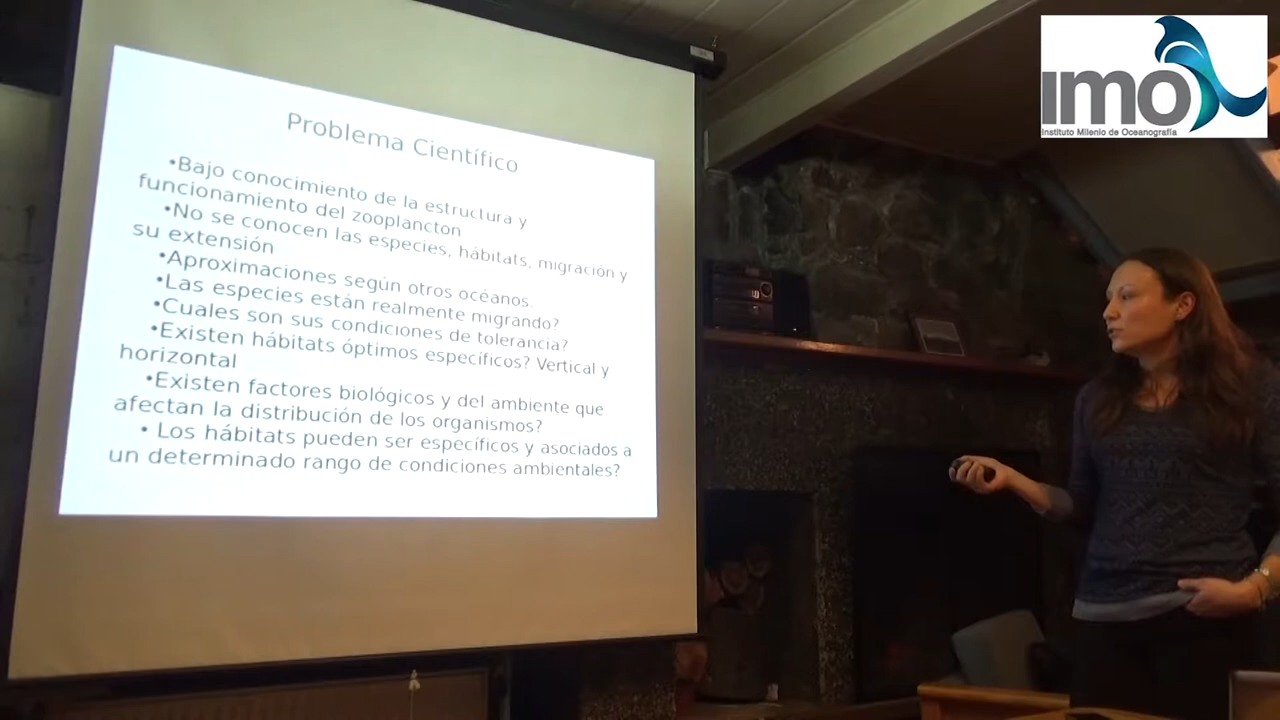 Problema Científico
•Bajo conocimiento de la estructura y
funcionamiento del zooplancton
•No se conocen las especies, hábitats, migración y
su extensión
•Aproximaciones según otros océanos
•Las especies están realmente migrando?
•Cuales son sus condiciones de tolerancia?
•Existen hábitats óptimos específicos? Vertical y
horizontal
•Existen factores biológicos y del ambiente que
afectan la distribución de los organismos?
• Los hábitats pueden ser específicos y asociados a
un determinado rango de condiciones ambientales?
imo
Instituto Milenio de Oceanografía